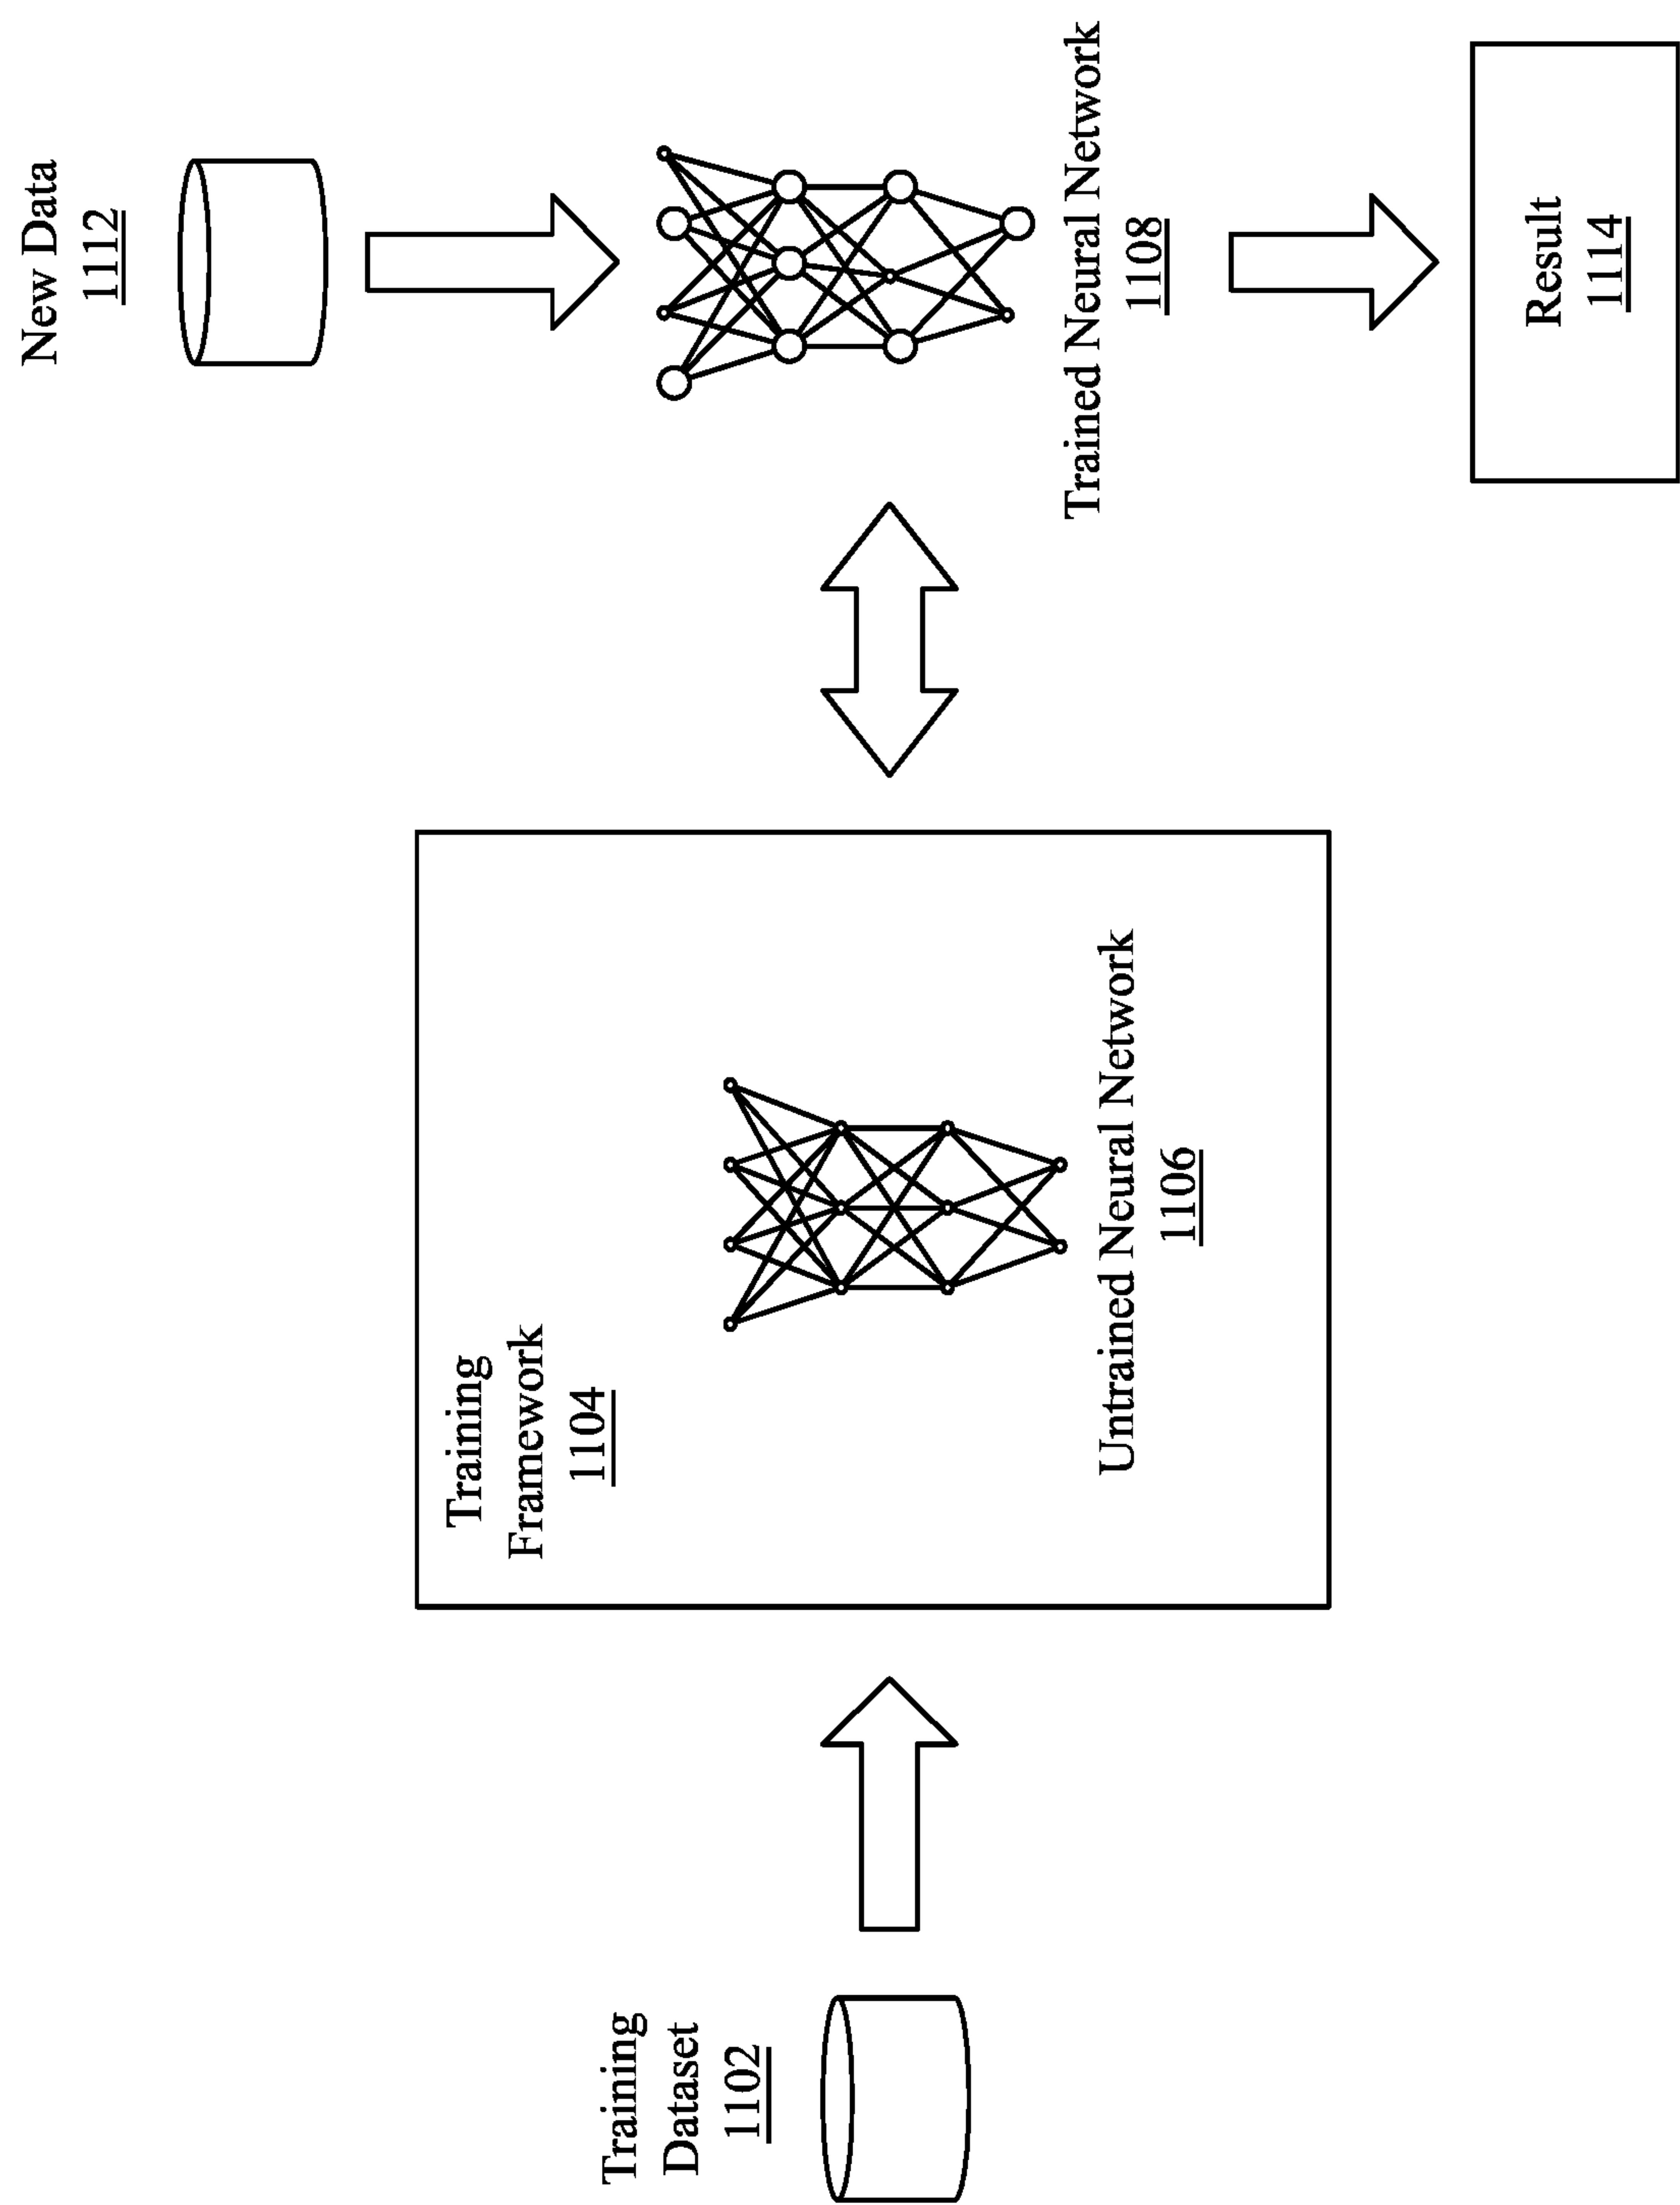 Training
Dataset
1102
Training
Framework
1104
Untrained Neural Network
1106
New Data
1112
Trained Neural Network
1108
Result
1114